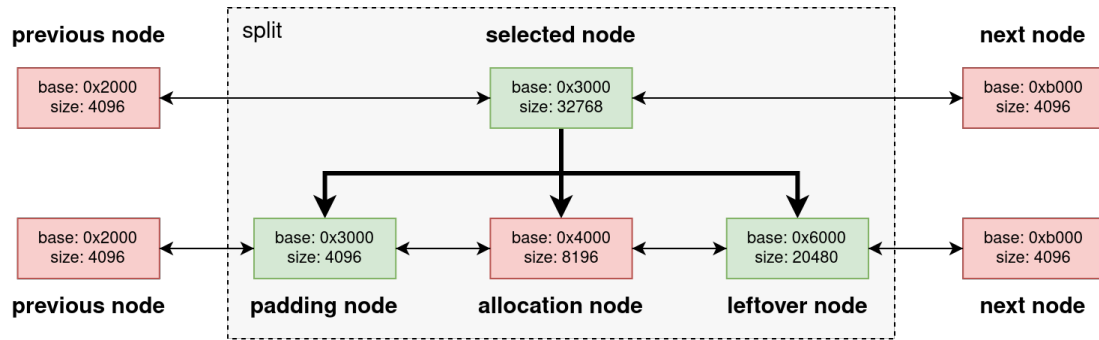 split
previous node
selected node
next node
base: 0x2000
size: 4096
base: 0x3000
size: 32768
base: 0xb000
size: 4096
base: 0x2000
size: 4096
base: 0x3000
size: 4096
base: 0x4000
size: 8196
base: 0x6000
size: 20480
base: 0xb000
size: 4096
previous node
padding node
allocation node
leftover node
next node